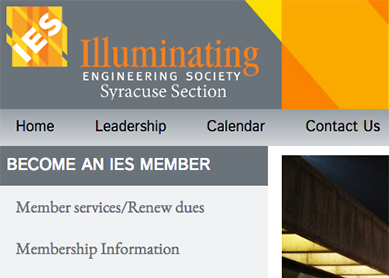 IES
Illuminating
ENGINEERING SOCIETY
Syracuse Section
Home Leadership Calendar Contact Us
BECOME AN IES MEMBER
Member services/Renew dues
Membership Information